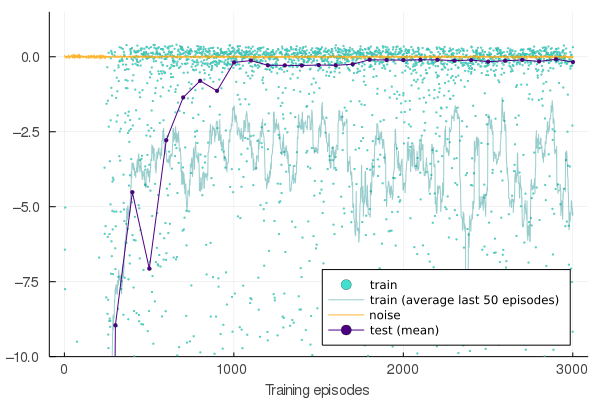 0.0
−2.5
−5.0
−7.5
−10.0
0
1000
2000
3000
Training episodes
train
train (average last 50 episodes)
noise
test (mean)